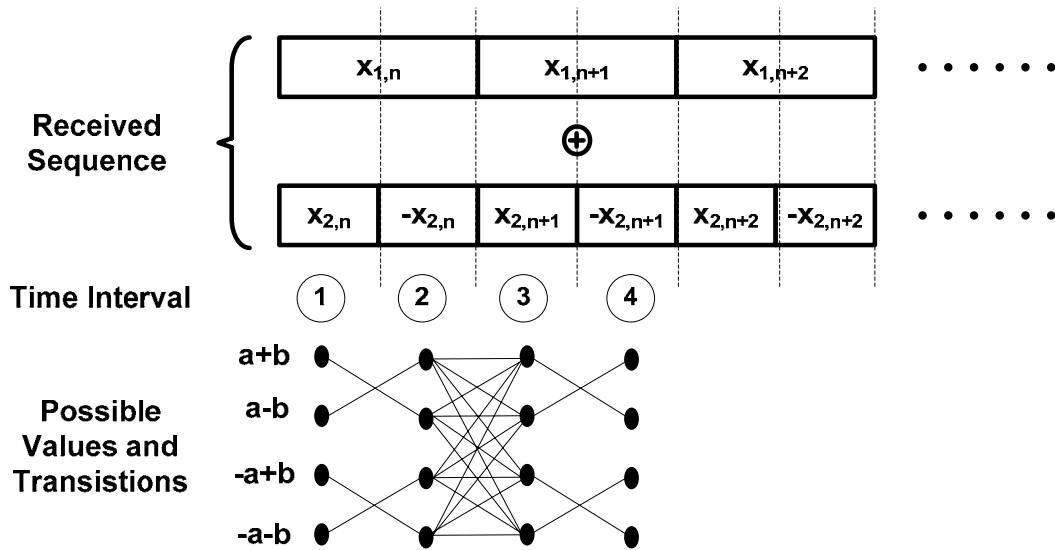 Received Sequence
x1,n x1,n+1 x1,n+2 . . . . . .
⊕
x2,n -x2,n x2,n+1 -x2,n+1 x2,n+2 -x2,n+2 . . . . . .
Time Interval 1 2 3 4
Possible Values and Transistions
a+b
a-b
-a+b
-a-b